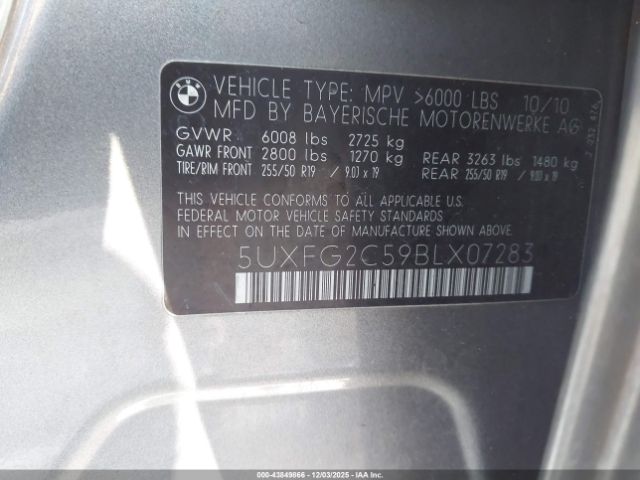 BMW
VEHICLE TYPE: MPV >6000 LBS 10/10
MFD BY BAYERISCHE MOTORENWERKE AG
GVWR 6008 lbs 2725 kg
GAWR FRONT 2800 lbs 1270 kg REAR 3263 lbs 1480 kg
TIRE/RIM FRONT 255/50 R19 / 9.0J x 19 REAR 255/50 R19 / 9.0J x 19
THIS VEHICLE CONFORMS TO ALL APPLICABLE U.S.
FEDERAL MOTOR VEHICLE SAFETY STANDARDS
IN EFFECT ON THE DATE OF MANUFACTURE SHOWN ABOVE.
5UXFG2C59BLX07283
000-43849866 - 12/03/2025 - IAAI.COM